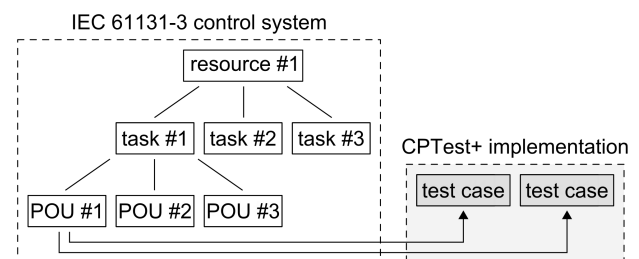 IEC 61131-3 control system
resource #1
task #1 task #2 task #3
CPTest+ implementation
test case test case
POU #1 POU #2 POU #3